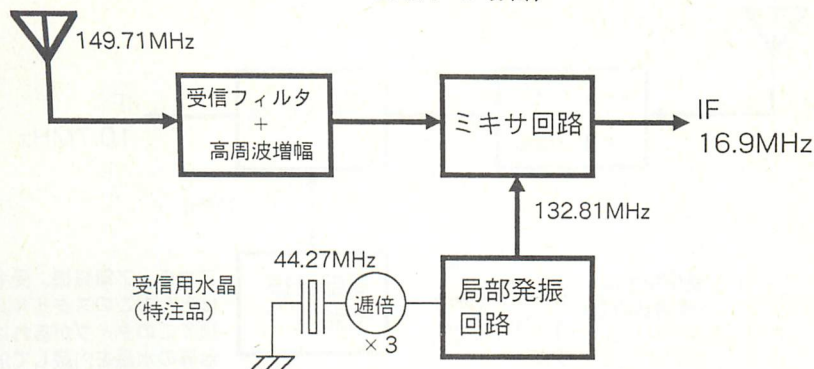 149.71MHz
受信フィルタ
+
高周波増幅
ミキサ回路
IF
16.9MHz
132.81MHz
44.27MHz
受信用水晶
(特注品)
逓倍
×3
局部発振
回路